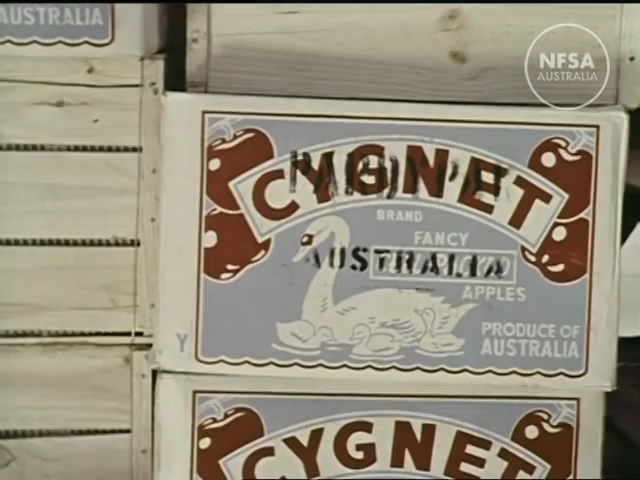 AUSTRALIA
NFSA
AUSTRALIA
CYGNET
BRAND
FANCY
AUSTRALIA
APPLES
Y
PRODUCE OF
AUSTRALIA
CYGNET